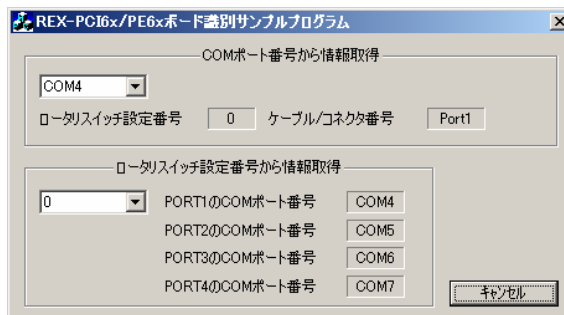 REX-PCI6x/PE6xボード識別サンプルプログラム
COMポート番号から情報取得
COM4
ロータリスイッチ設定番号 0 ケーブル/コネクタ番号 Port1
ロータリスイッチ設定番号から情報取得
0 PORT1のCOMポート番号 COM4
PORT2のCOMポート番号 COM5
PORT3のCOMポート番号 COM6
PORT4のCOMポート番号 COM7
キャンセル